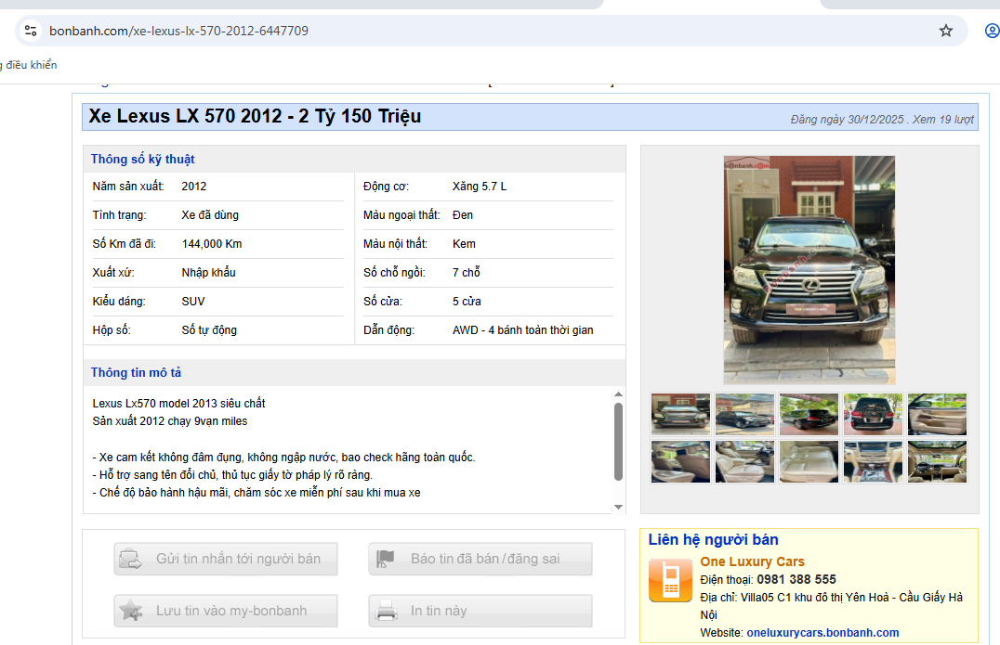 bonbanh.com/xe-lexus-lx-570-2012-6447709
điều khiển
Xe Lexus LX 570 2012 - 2 Tỷ 150 Triệu
Đăng ngày 30/12/2025 . Xem 19 lượt
Thông số kỹ thuật
Năm sản xuất: 2012
Động cơ: Xăng 5.7 L
Tình trạng: Xe đã dùng
Màu ngoại thất: Đen
Số Km đã đi: 144,000 Km
Màu nội thất: Kem
Xuất xứ: Nhập khẩu
Số chỗ ngồi: 7 chỗ
Kiểu dáng: SUV
Số cửa: 5 cửa
Hộp số: Số tự động
Dẫn động: AWD - 4 bánh toàn thời gian
Thông tin mô tả
Lexus Lx570 model 2013 siêu chất
Sản xuất 2012 chạy 9vạn miles
- Xe cam kết không đâm đụng, không ngập nước, bao check hãng toàn quốc.
- Hỗ trợ sang tên đổi chủ, thủ tục giấy tờ pháp lý rõ ràng.
- Chế độ bảo hành hậu mãi, chăm sóc xe miễn phí sau khi mua xe
Gửi tin nhắn tới người bán
Báo tin đã bán /đăng sai
Lưu tin vào my-bonbanh
In tin này
bonbanh.com
bonbanh.com
Liên hệ người bán
One Luxury Cars
Điện thoại: 0981 388 555
Địa chỉ: Villa05 C1 khu đô thị Yên Hoà - Cầu Giấy Hà
Nội
Website: oneluxurycars.bonbanh.com